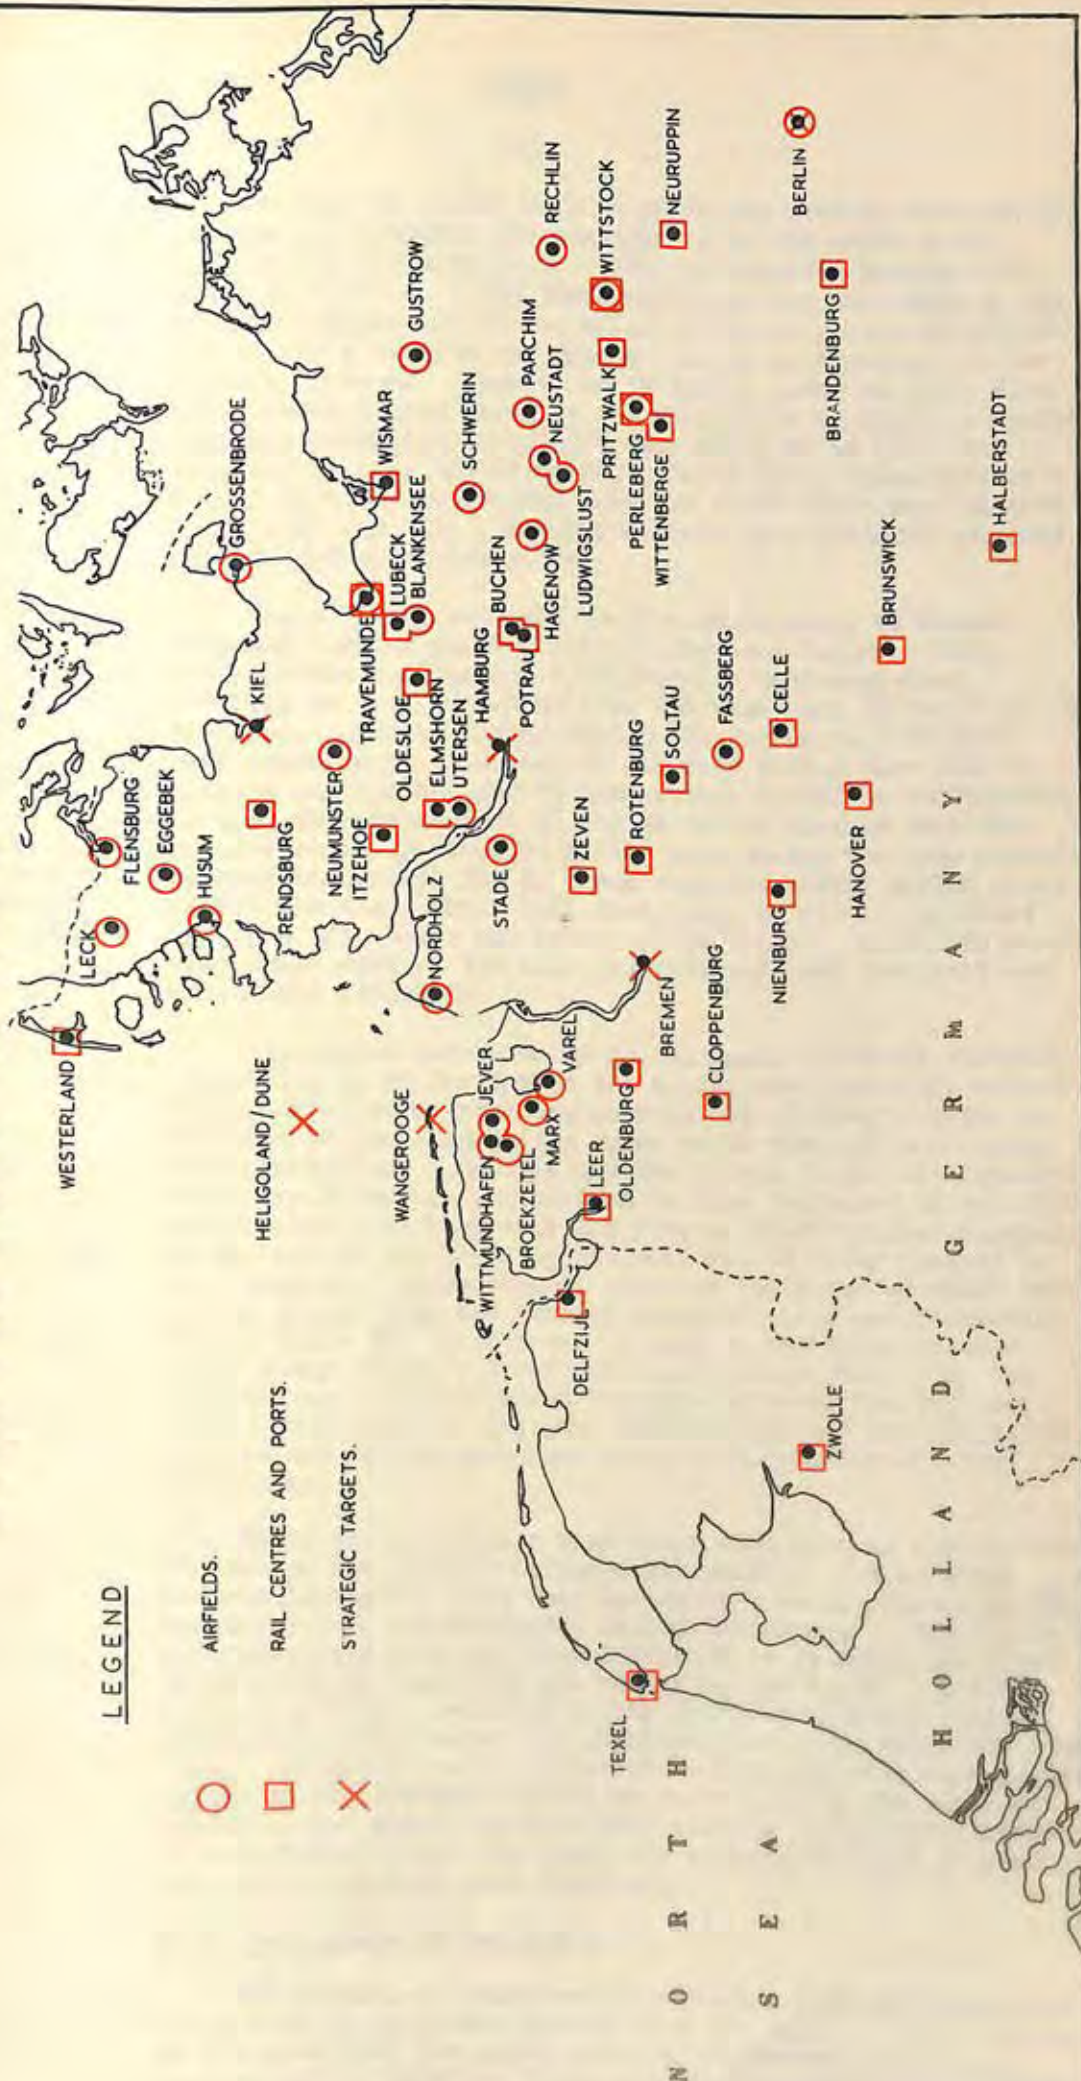 LEGEND
AIRFIELDS.
RAIL CENTRES AND PORTS.
STRATEGIC TARGETS.
WESTERLAND
LECK
FLENSBURG
EGGEBEK
HUSUM
KIEL
GROSSENBRODE
RENDSBURG
HELIGOLAND/DUNE
NEUMUNSTER
ITZEHOE
TRAVEMUNDE
LUBECK
BLANKENSEE
WISMAR
GUSTROW
OLDESLOE
ELMSHORN
UTERSEN
HAMBURG
BUCHEN
POTRAU
HAGENOW
SCHWERIN
PARCHIM
NEUSTADT
LUDWIGSLUST
RECHLIN
WITTSTOCK
PRITZWALK
PERLEBERG
WITTENBERGE
NEURUPPIN
BERLIN
BRANDENBURG
HALBERSTADT
BRUNSWICK
WANGEROOGE
NORDHOLZ
STADE
ZEVEN
ROTENBURG
SOLTAU
FASSBERG
CELLE
HANOVER
NIENBURG
BREMEN
CLOPPENBURG
OLDENBURG
JEVER
VAREL
MARX
WITTMUNDHAFEN
BROEKZETEL
LEER
DELFZIJL
ZWOLLE
TEXEL
NORTH
SEA
HOLLAND
GERMANY